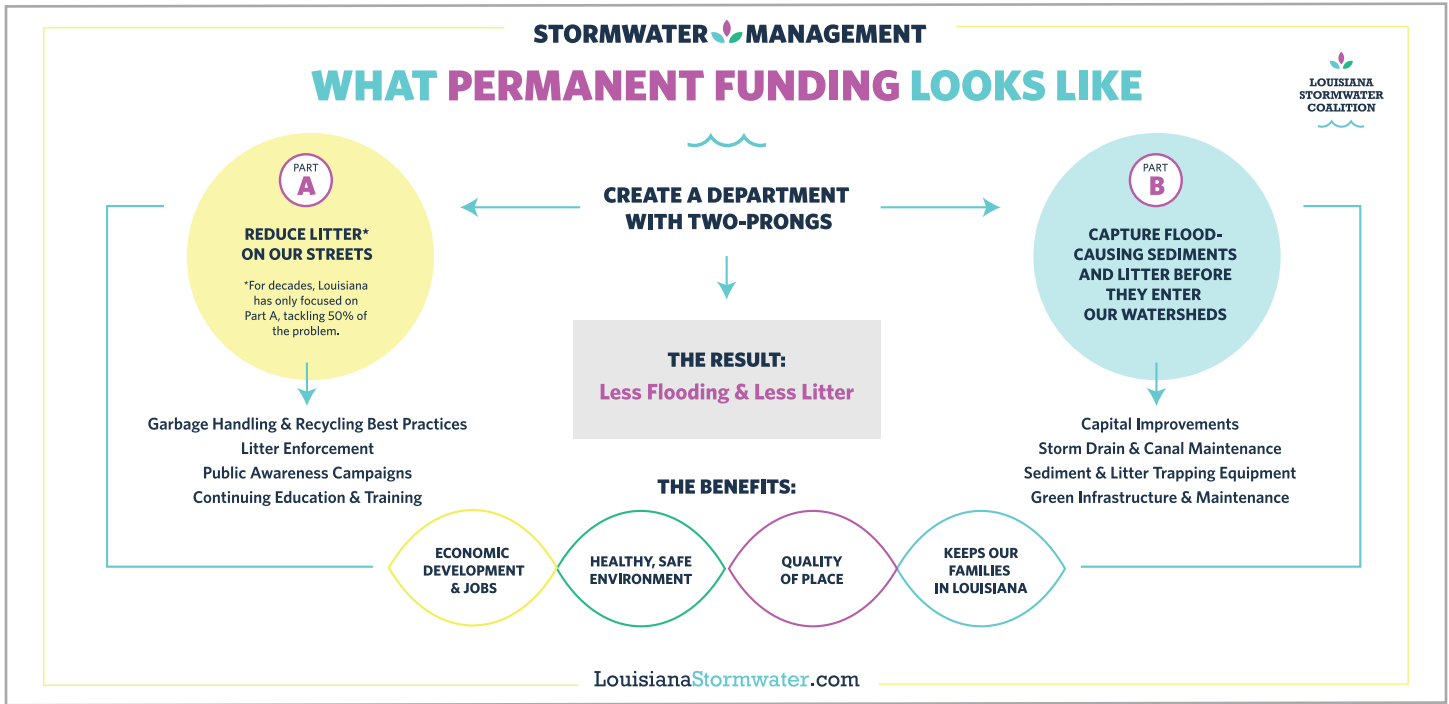 STORMWATER MANAGEMENT
WHAT PERMANENT FUNDING LOOKS LIKE
LOUISIANA
STORMWATER
COALITION
PART
A
REDUCE LITTER*
ON OUR STREETS
*For decades, Louisiana
has only focused on
Part A, tackling 50% of
the problem.
Garbage Handling & Recycling Best Practices
Litter Enforcement
Public Awareness Campaigns
Continuing Education & Training
CREATE A DEPARTMENT
WITH TWO-PRONGS
THE RESULT:
Less Flooding & Less Litter
PART
B
CAPTURE FLOOD-
CAUSING SEDIMENTS
AND LITTER BEFORE
THEY ENTER
OUR WATERSHEDS
Capital Improvements
Storm Drain & Canal Maintenance
Sediment & Litter Trapping Equipment
Green Infrastructure & Maintenance
THE BENEFITS:
ECONOMIC
DEVELOPMENT
& JOBS
HEALTHY, SAFE
ENVIRONMENT
QUALITY
OF PLACE
KEEPS OUR
FAMILIES
IN LOUISIANA
LouisianaStormwater.com